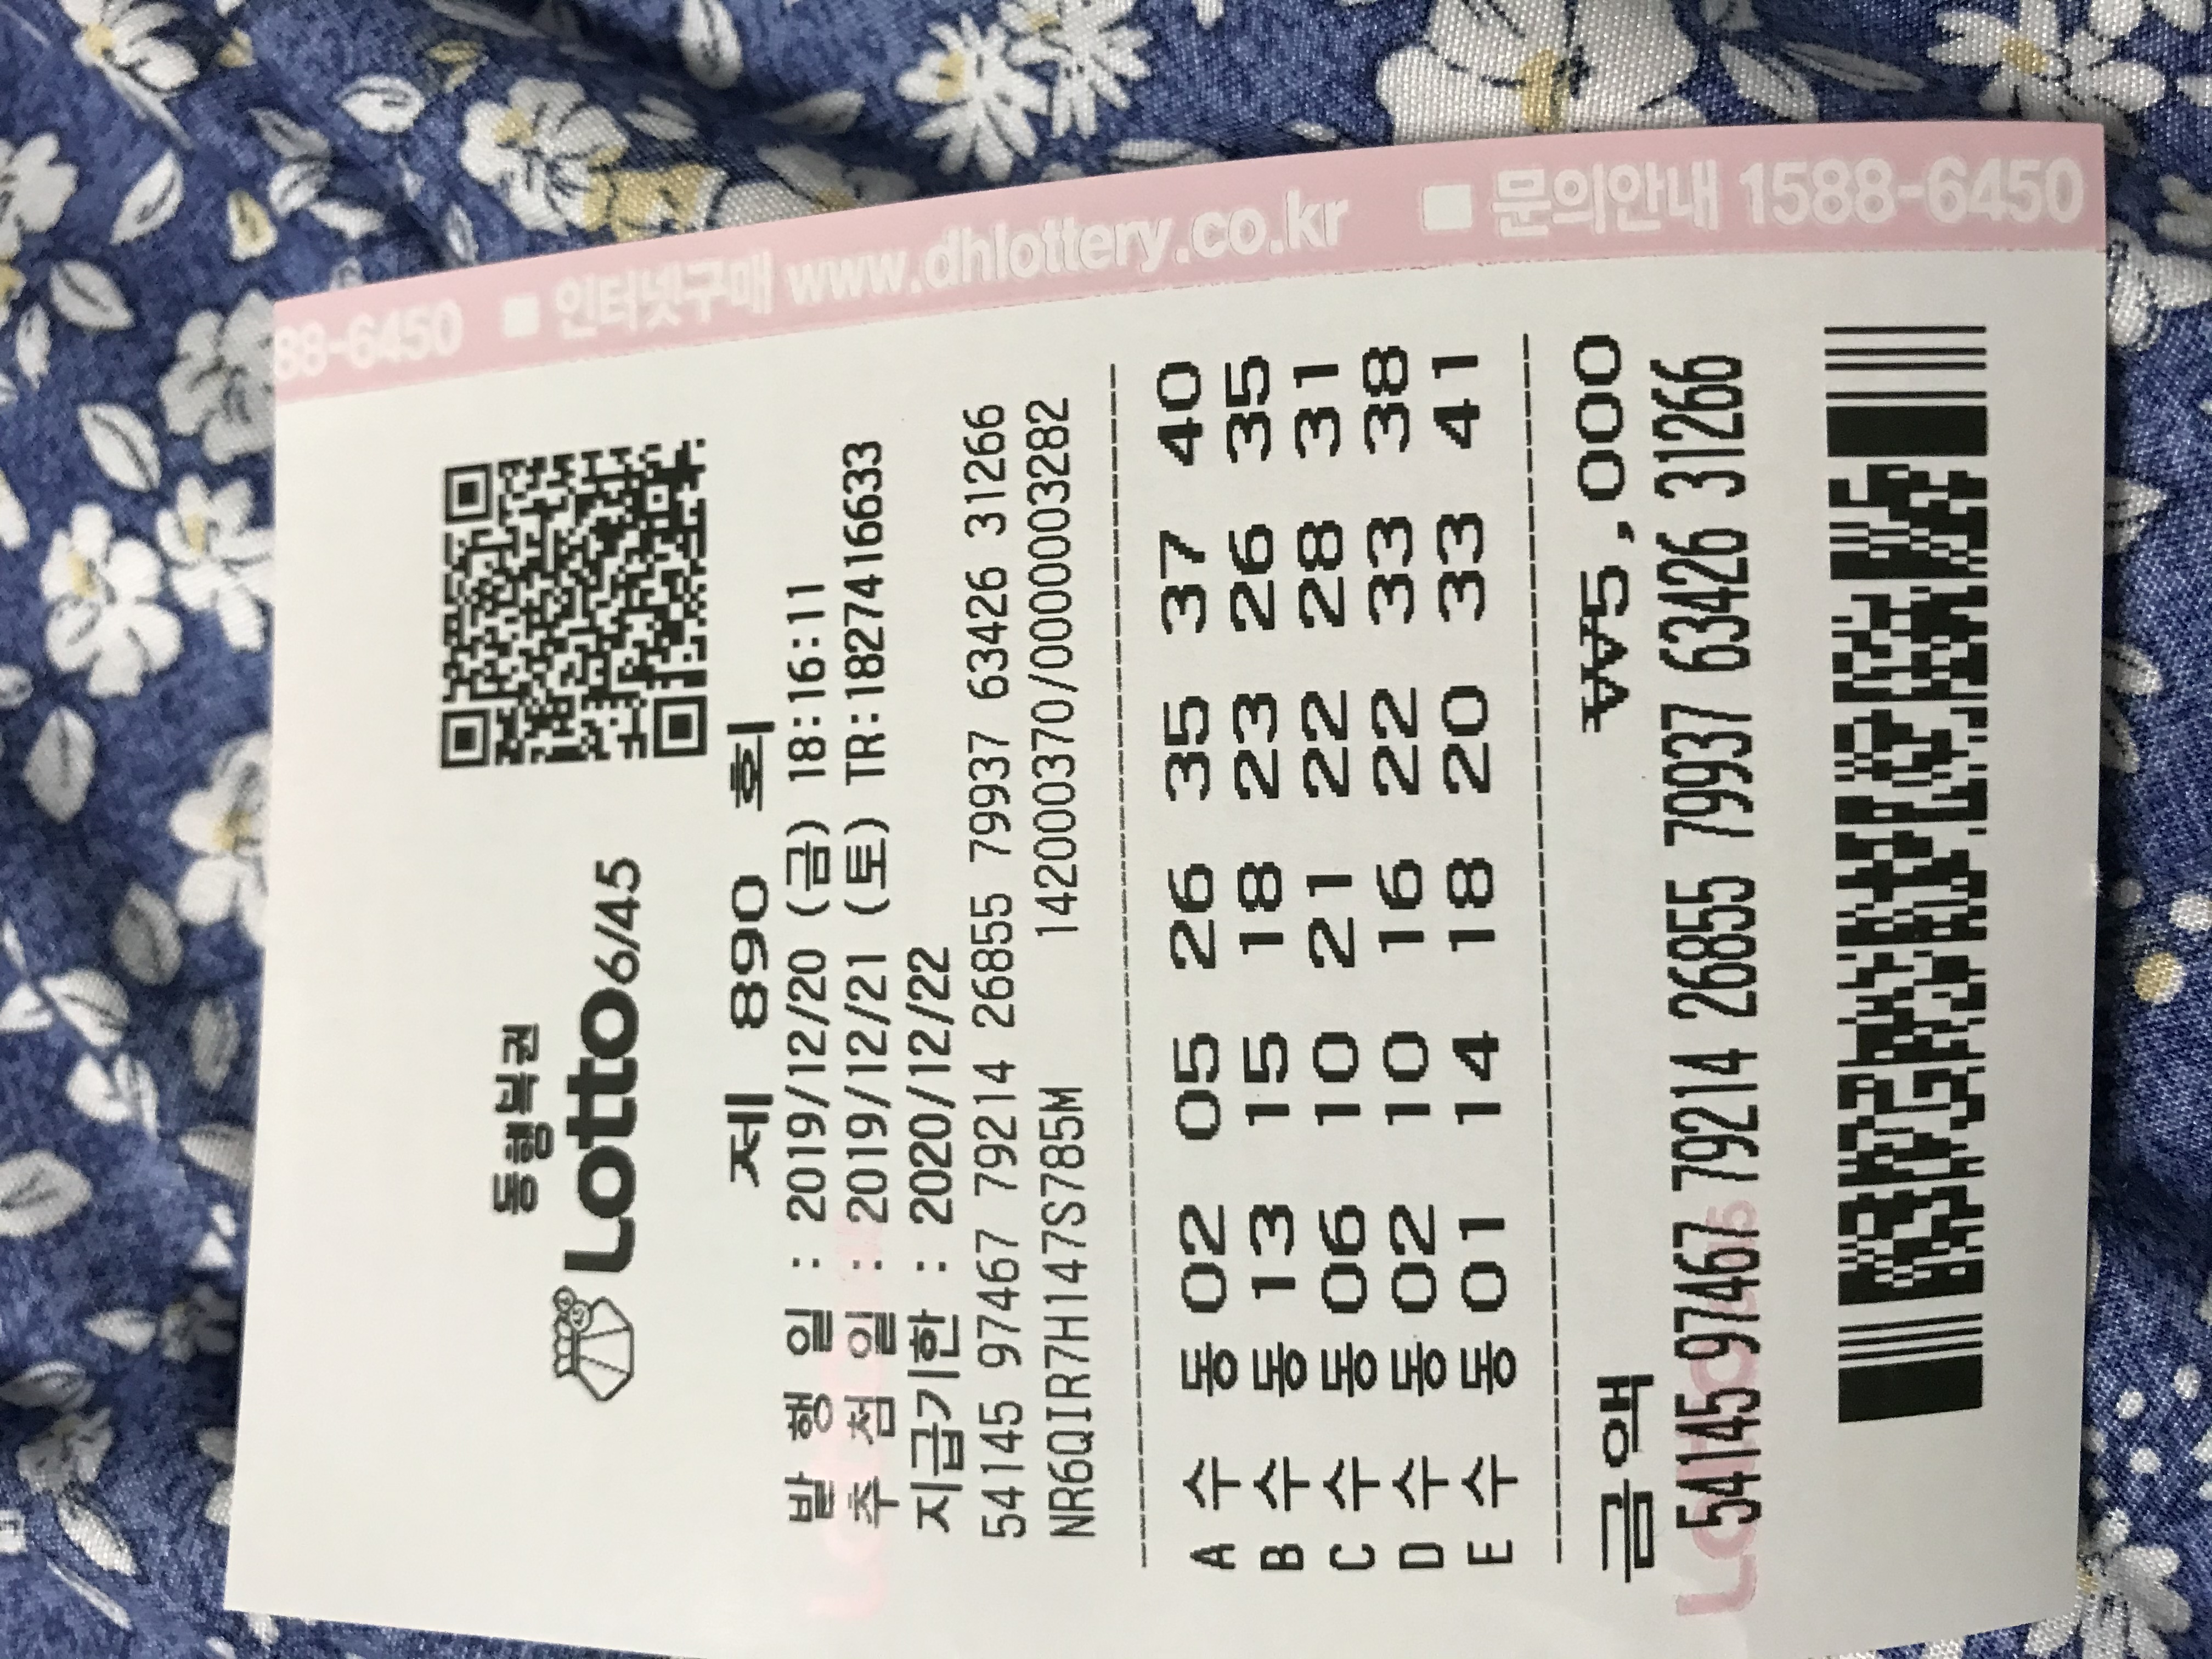 동행복권
Lotto6/45
제 890 회
발 행 일 : 2019/12/20 (금) 18:16:11
추 첨 일 : 2019/12/21 (토) TR:1827416633
지급기한 : 2020/12/22
54145 97467 79214 26855 79937 63426 31266
NR6QIR7H147S785M 14200370/0000003282
A 수 동 02 05 26 35 37 40
B 수 동 13 15 18 23 26 35
C 수 동 06 10 21 22 28 31
D 수 동 02 10 16 22 33 38
E 수 동 01 14 18 20 33 41
금액 ₩5,000
54145 97467 79214 26855 79937 63426 31266
88-6450 ■ 인터넷구매 www.dhlottery.co.kr ■ 문의안내 1588-6450